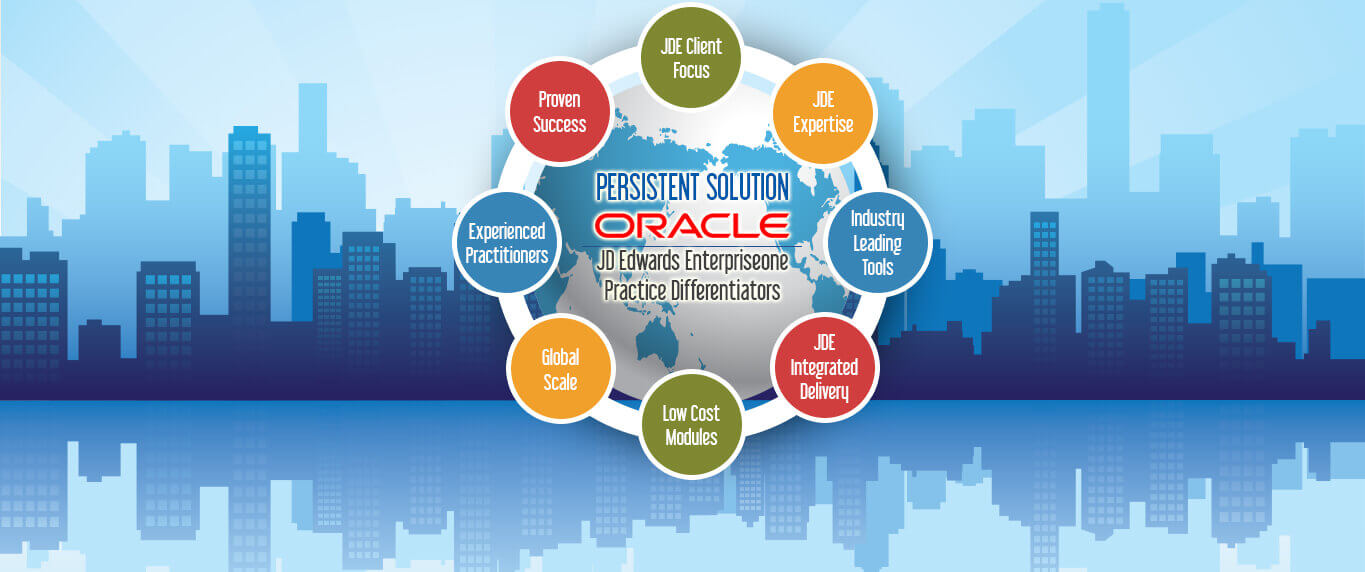 JDE Client
Focus
JDE
Expertise
Industry
Leading
Tools
JDE
Integrated
Delivery
Low Cost
Modules
Global
Scale
Experienced
Practitioners
Proven
Success
PERSISTENT SOLUTION
ORACLE
JD Edwards Enterpriseone
Practice Differentiators